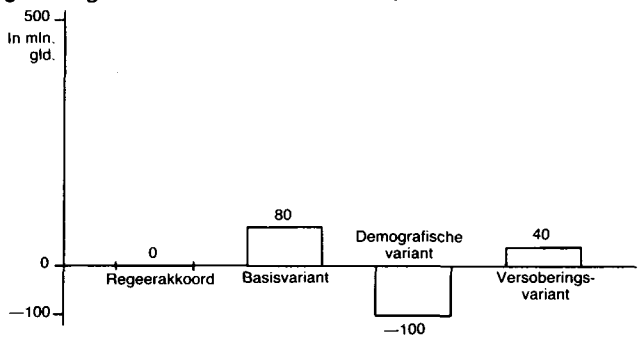 500
In mln.
gld.
80
Demografische
variant
40
0
0
Regeerakkoord
Basisvariant
Versoberings-
variant
—100
—100